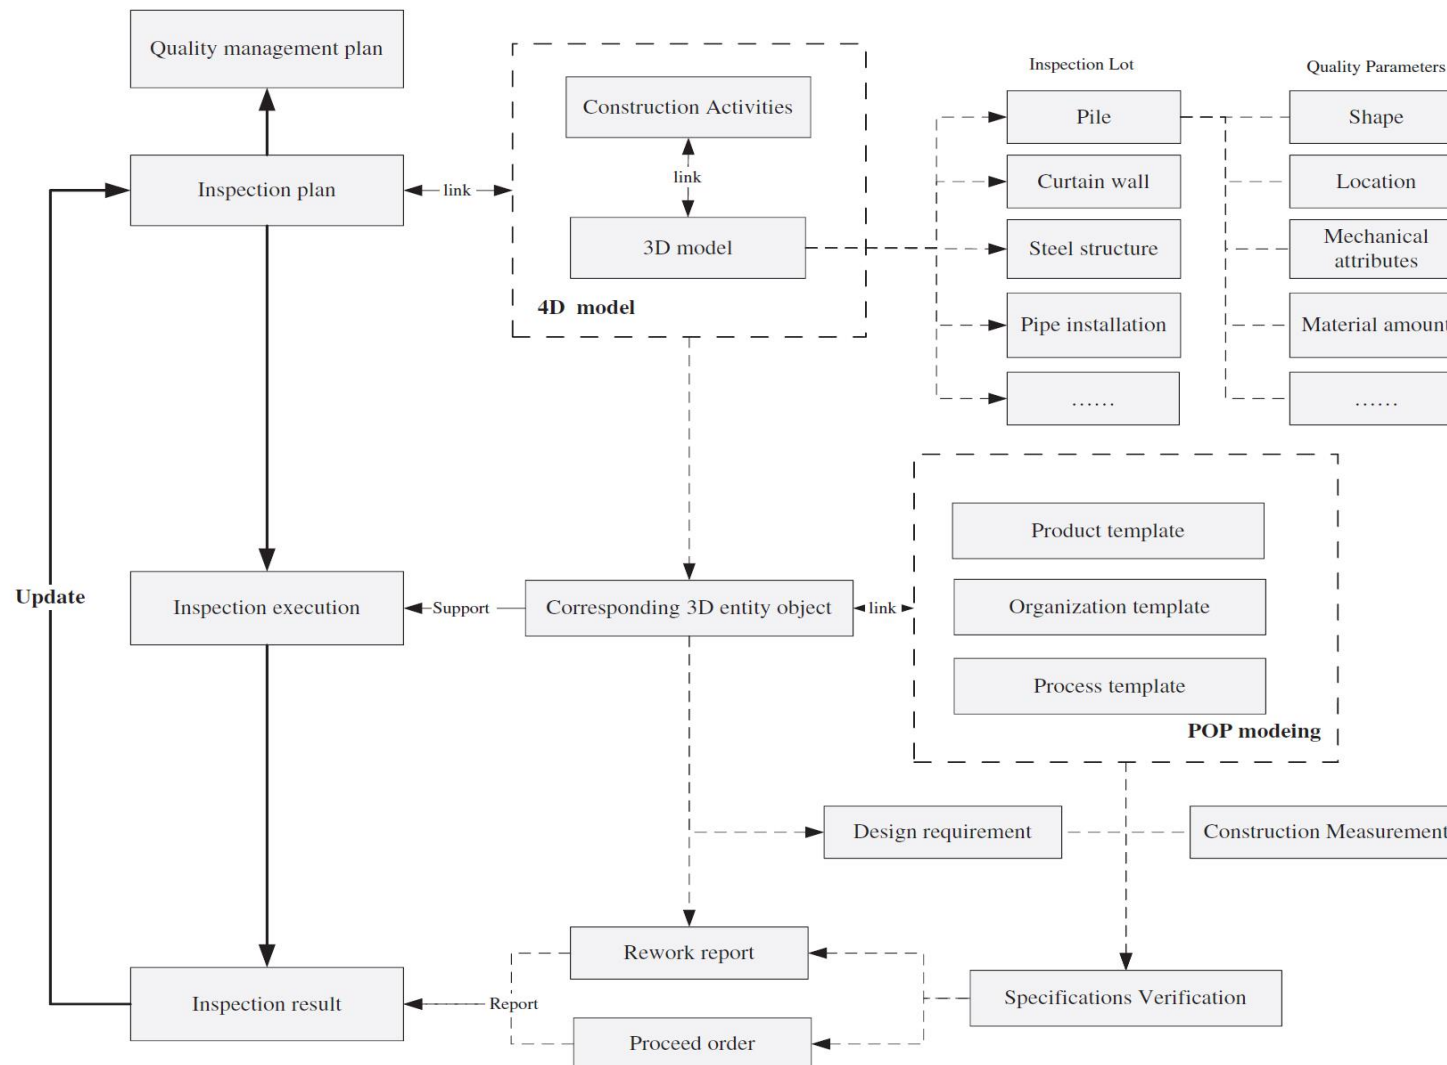 Quality management plan
Inspection Lot
Quality Parameters
Construction Activities
Pile
Shape
link
Inspection plan
link
Curtain wall
Location
3D model
Steel structure
Mechanical
attributes
4D model
Pipe installation
Material amount
......
......
Product template
Update
Inspection execution
Support
Corresponding 3D entity object
link
Organization template
Process template
POP modeing
Design requirement
Construction Measurement
Rework report
Inspection result
Report
Specifications Verification
Proceed order